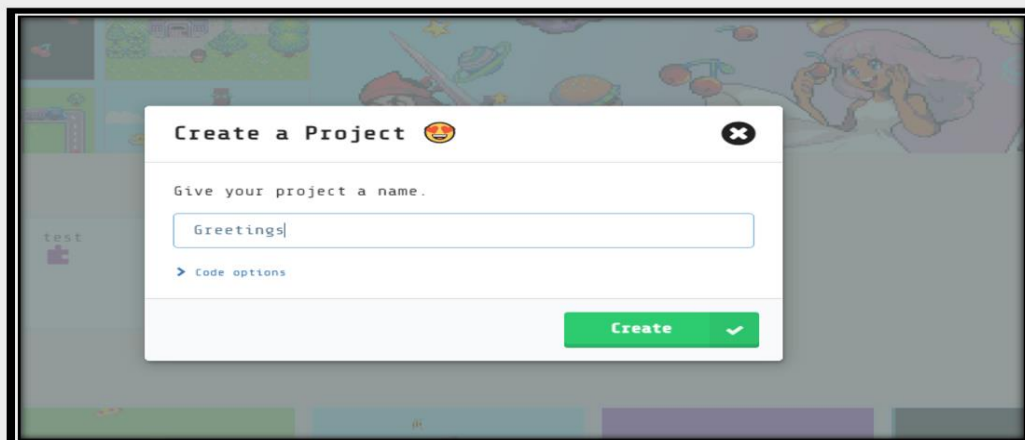 Create a Project 😍
Give your project a name.
Greetings
test
> Code options
Create